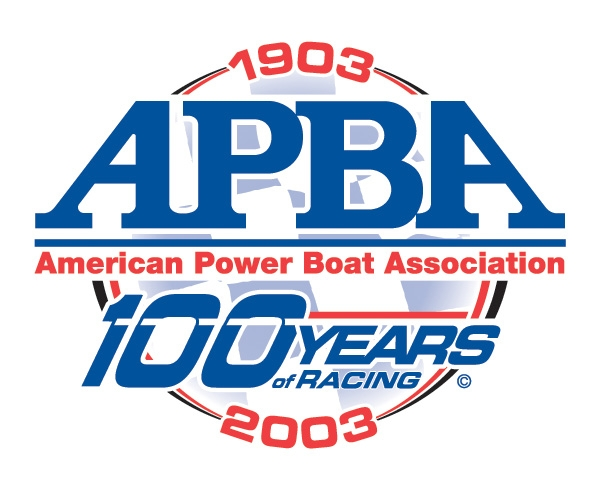 1903
APBA
American Power Boat Association
100 YEARS
of RACING ©
2003